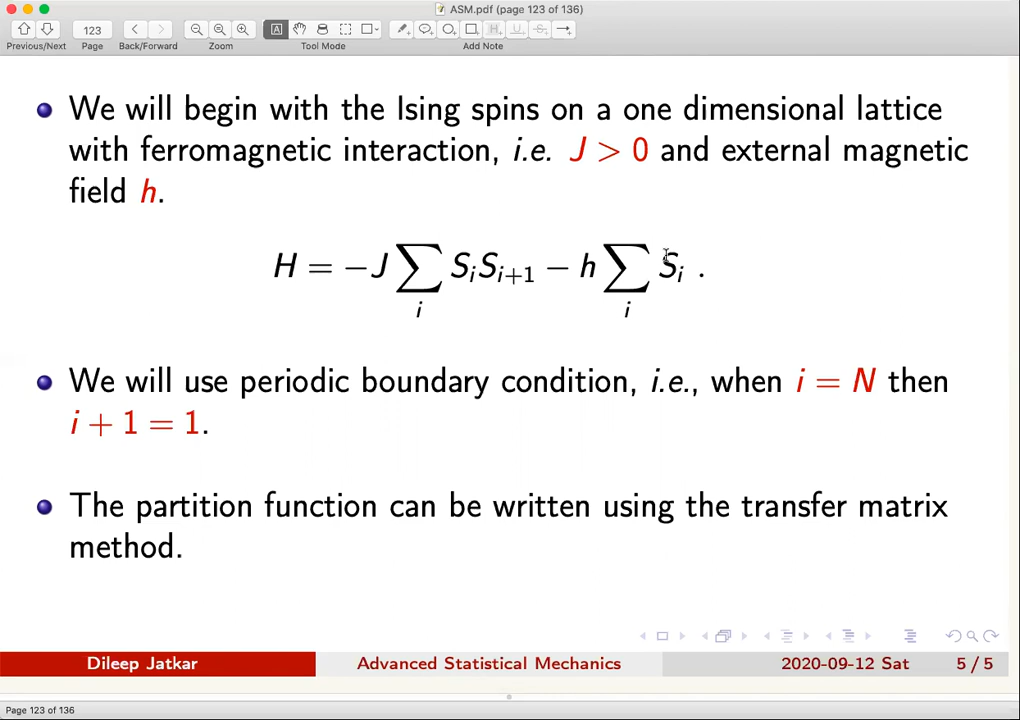 ASM.pdf (page 123 of 136)
123
Previous/Next Page Back/Forward Zoom Tool Mode Add Note
We will begin with the Ising spins on a one dimensional lattice
with ferromagnetic interaction, i.e. J > 0 and external magnetic
field h.
H = −J ∑_i S_i S_{i+1} − h ∑_i S_i .
We will use periodic boundary condition, i.e., when i = N then
i + 1 = 1.
The partition function can be written using the transfer matrix
method.
Dileep Jatkar Advanced Statistical Mechanics 2020-09-12 Sat 5 / 5
Page 123 of 136